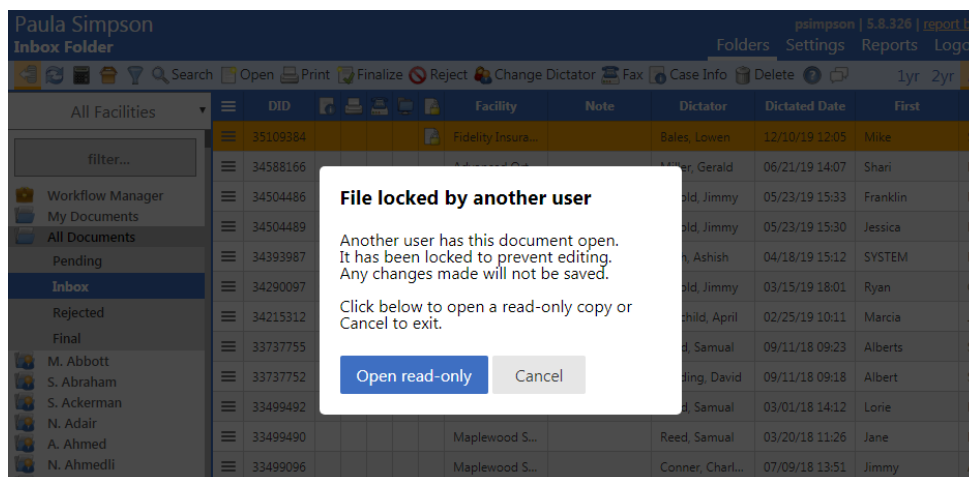 Paula Simpson
psimpson | 5.8.326 | report b
Inbox Folder
Folders Settings Reports Logo
Search Open Print Finalize Reject Change Dictator Fax Case Info Delete 1yr 2yr
All Facilities DID Facility Note Dictator Dictated Date First
filter...
35109384 Fidelity Insura... Bales, Lowen 12/10/19 12:05 Mike
34588166 Gerald 06/21/19 14:07 Shari
Workflow Manager
34504486 Jimmy 05/23/19 15:33 Franklin
My Documents
All Documents
34504489 Jimmy 05/23/19 15:30 Jessica
Pending
34393987 Ashish 04/18/19 15:12 SYSTEM
Inbox
34290097 Jimmy 03/15/19 18:01 Ryan
Rejected
34215312 April 02/25/19 10:11 Marcia
Final
33737755 Samual 09/11/18 09:23 Alberts
M. Abbott
S. Abraham
33737752 David 09/11/18 09:18 Albert
S. Ackerman
33499492 Samual 03/01/18 14:12 Lorie
N. Adair
A. Ahmed
33499490 Maplewood S... Reed, Samual 03/20/18 11:26 Jane
N. Ahmedli
33499096 Maplewood S... Conner, Charl... 07/09/18 13:51 Jimmy
File locked by another user
Another user has this document open.
It has been locked to prevent editing.
Any changes made will not be saved.
Click below to open a read-only copy or
Cancel to exit.
Open read-only Cancel